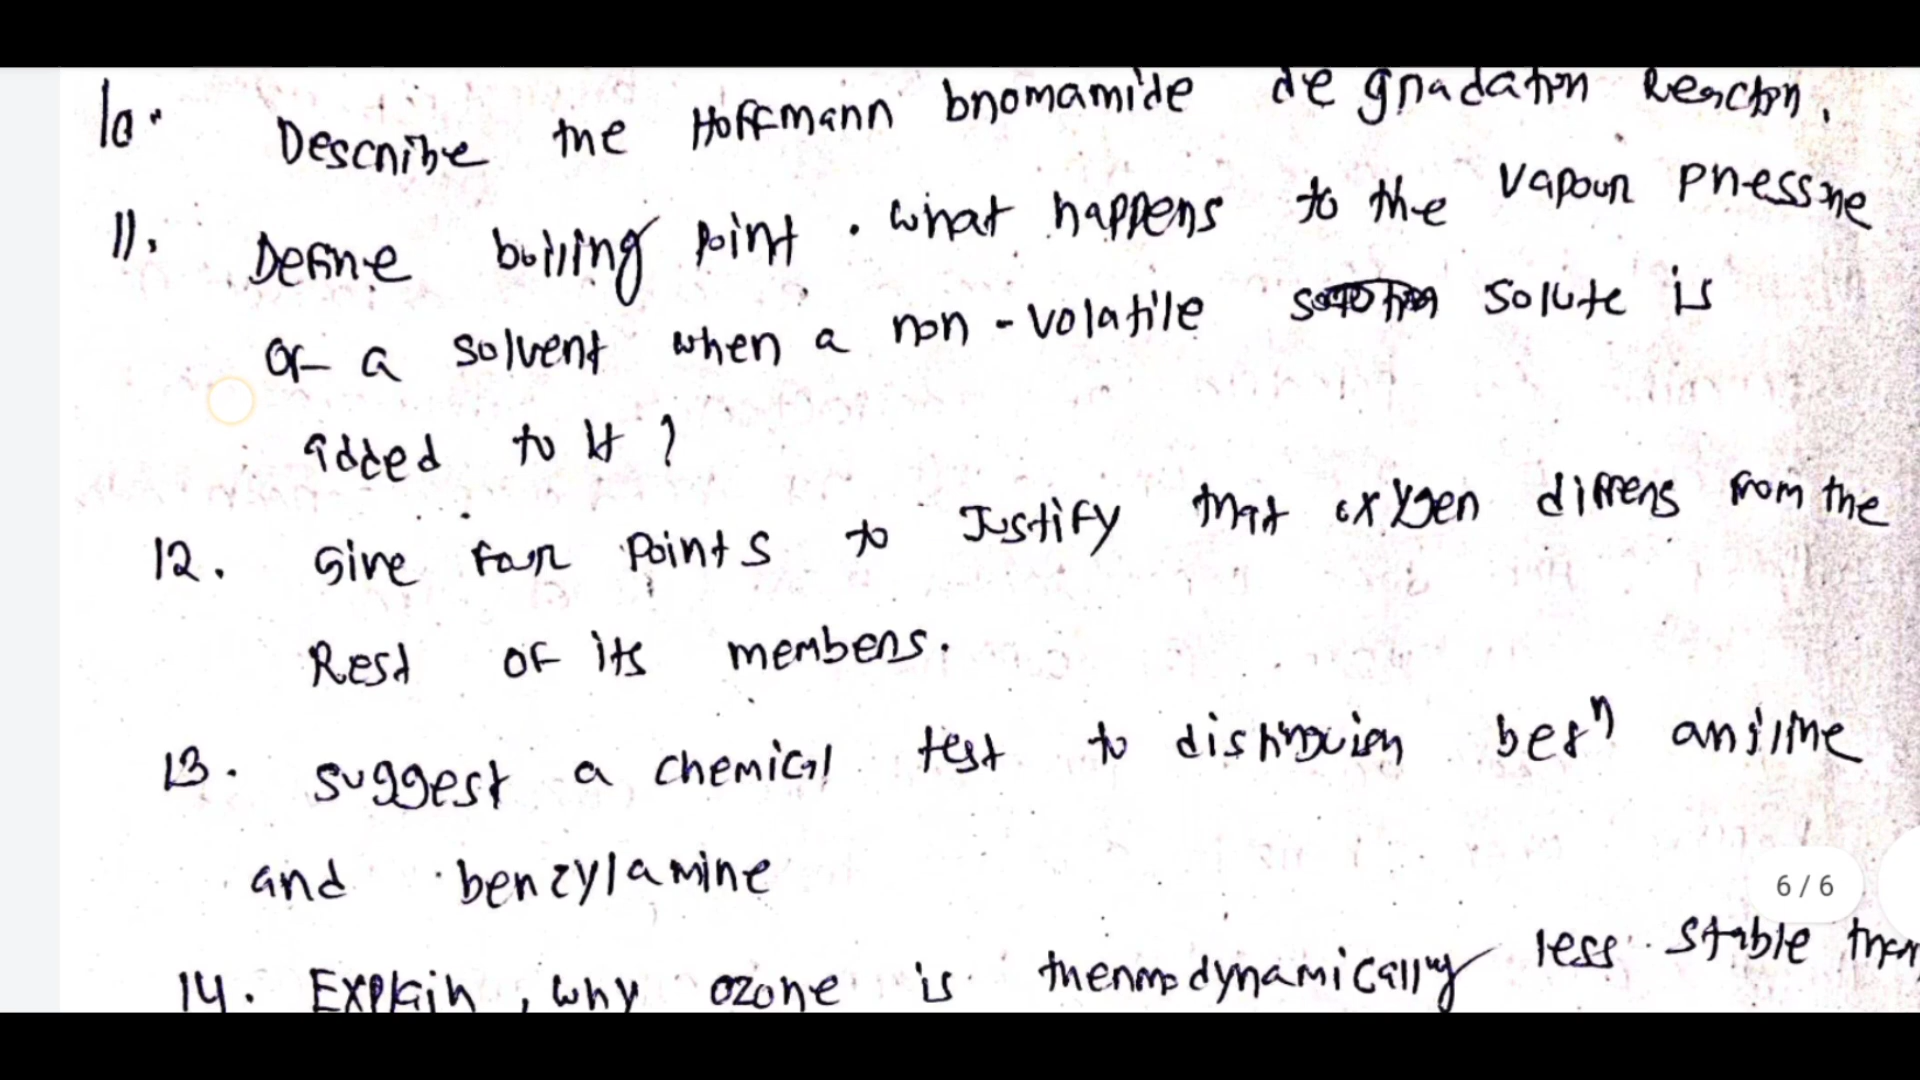 10. Describe the Hoffmann bromamide degradation Reaction.
11. Define boiling point. what happens to the vapour pressure
of a solvent when a non-volatile solute is
added to it?
12. Give four points to Justify that oxygen differs from the
Rest of its members.
13. suggest a chemical test to distinguish betn aniline
and benzylamine
6/6
14. Explain, why ozone is thermodynamically less stable than